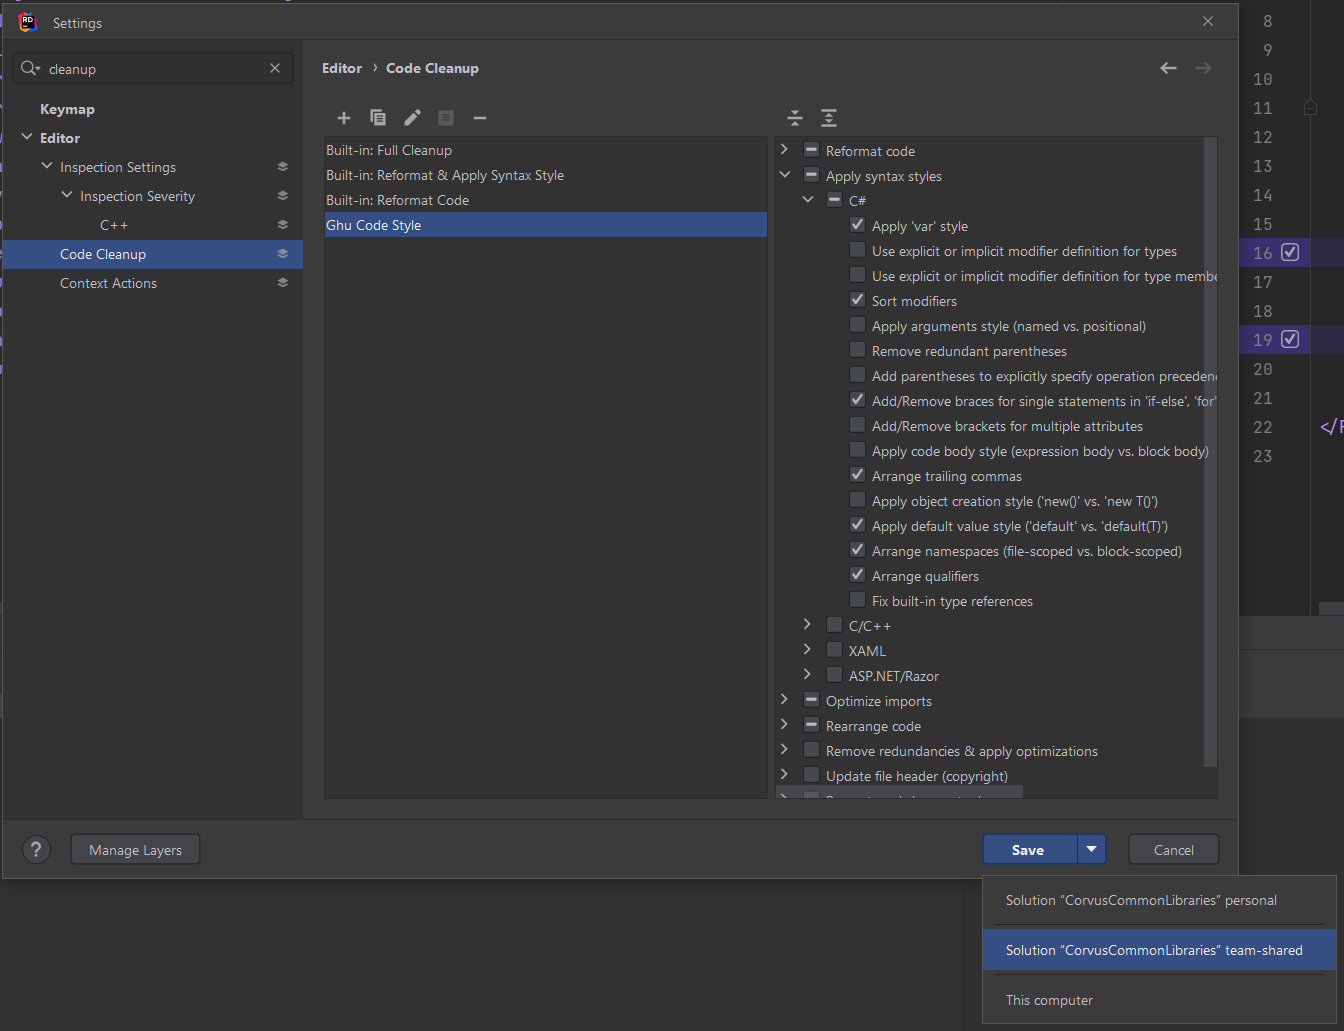 RD
Settings
cleanup
Keymap
Editor
Inspection Settings
Inspection Severity
C++
Code Cleanup
Context Actions
Editor › Code Cleanup
Built-in: Full Cleanup
Built-in: Reformat & Apply Syntax Style
Built-in: Reformat Code
Ghu Code Style
Reformat code
Apply syntax styles
C#
Apply 'var' style
Use explicit or implicit modifier definition for types
Use explicit or implicit modifier definition for type membe
Sort modifiers
Apply arguments style (named vs. positional)
Remove redundant parentheses
Add parentheses to explicitly specify operation preceden
Add/Remove braces for single statements in 'if-else', 'for'
Add/Remove brackets for multiple attributes
Apply code body style (expression body vs. block body)
Arrange trailing commas
Apply object creation style ('new()' vs. 'new T()')
Apply default value style ('default' vs. 'default(T)')
Arrange namespaces (file-scoped vs. block-scoped)
Arrange qualifiers
Fix built-in type references
C/C++
XAML
ASP.NET/Razor
Optimize imports
Rearrange code
Remove redundancies & apply optimizations
Update file header (copyright)
?
Manage Layers
Save
Cancel
Solution "CorvusCommonLibraries" personal
Solution "CorvusCommonLibraries" team-shared
This computer
8
9
10
11
12
13
14
15
16
17
18
19
20
21
22
</
23